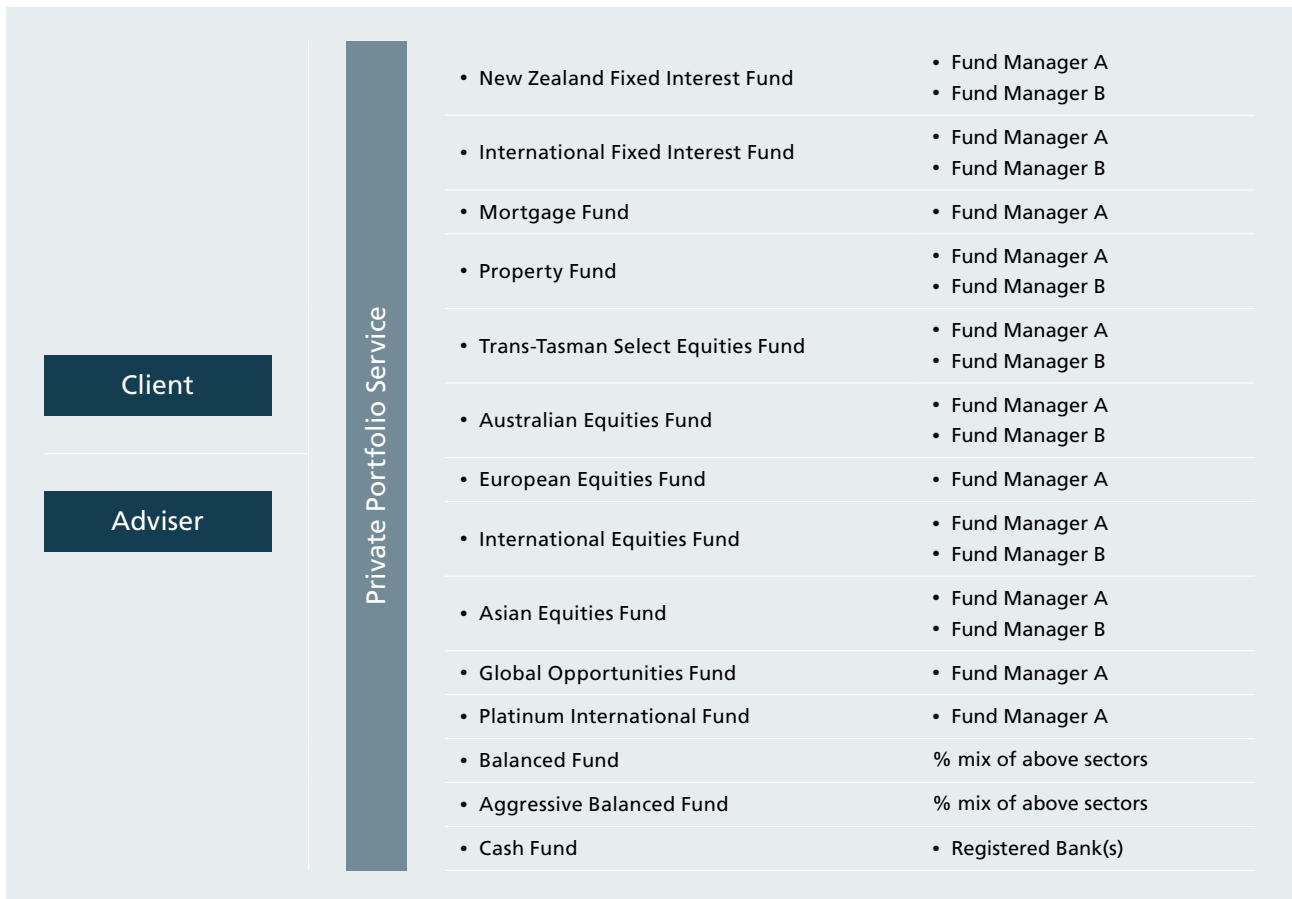 Client
Adviser
Private Portfolio Service
• New Zealand Fixed Interest Fund
• Fund Manager A
• Fund Manager B
• International Fixed Interest Fund
• Fund Manager A
• Fund Manager B
• Mortgage Fund
• Fund Manager A
• Property Fund
• Fund Manager A
• Fund Manager B
• Trans-Tasman Select Equities Fund
• Fund Manager A
• Fund Manager B
• Australian Equities Fund
• Fund Manager A
• Fund Manager B
• European Equities Fund
• Fund Manager A
• International Equities Fund
• Fund Manager A
• Fund Manager B
• Asian Equities Fund
• Fund Manager A
• Fund Manager B
• Global Opportunities Fund
• Fund Manager A
• Platinum International Fund
• Fund Manager A
• Balanced Fund
% mix of above sectors
• Aggressive Balanced Fund
% mix of above sectors
• Cash Fund
• Registered Bank(s)